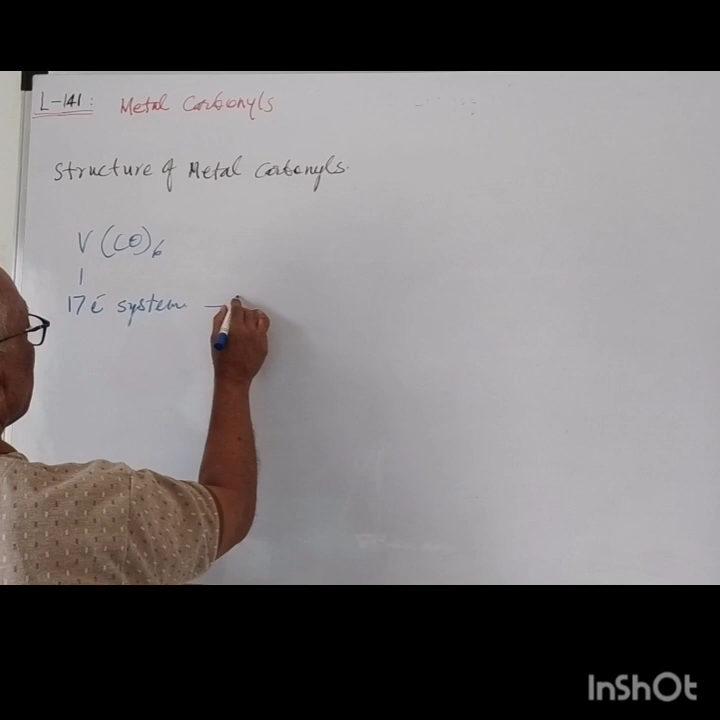 L-141: Metal Carbonyls
Structure of Metal Carbonyls.
V(CO)6
17 ē system —
InShOt